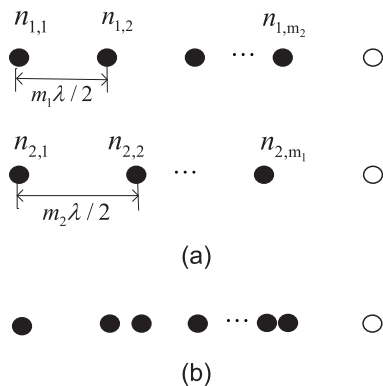 n₁,₁ n₁,₂ ... n₁,m₂
m₁λ/2
n₂,₁ n₂,₂ ... n₂,m₁
m₂λ/2
(a)
...
(b)